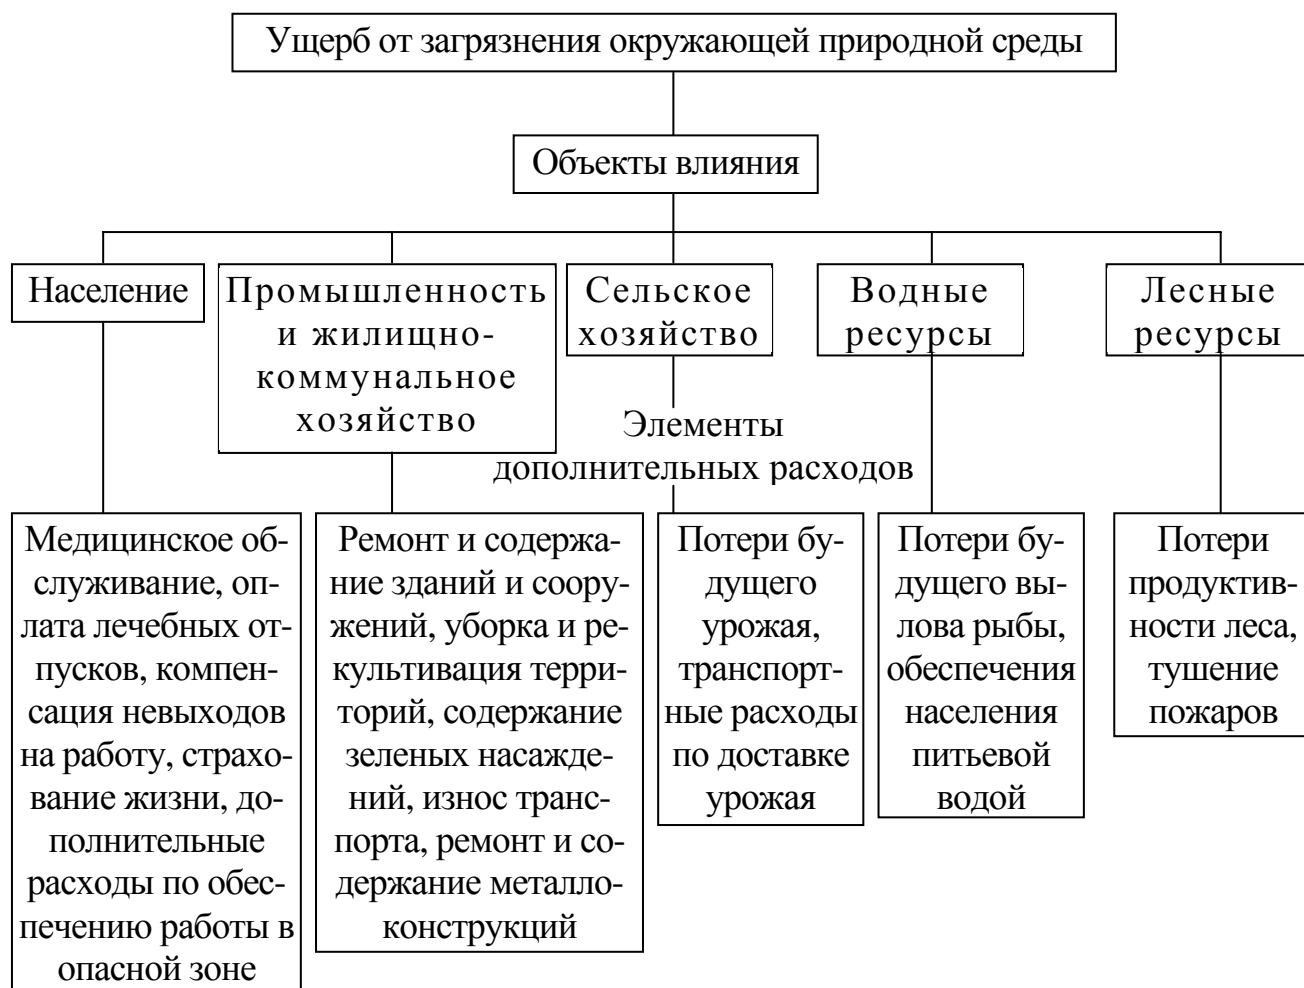 Ущерб от загрязнения окружающей природной среды
Объекты влияния
Население
Промышленность
и жилищно-
коммунальное
хозяйство
Сельское
хозяйство
Водные
ресурсы
Лесные
ресурсы
Элементы
дополнительных расходов
Медицинское об-
служивание, оп-
лата лечебных от-
пусков, компен-
сация невыходов
на работу, страхо-
вание жизни, до-
полнительные
расходы по обес-
печению работы в
опасной зоне
Ремонт и содержа-
ние зданий и соору-
жений, уборка и ре-
культивация терри-
торий, содержание
зеленых насажде-
ний, износ транс-
порта, ремонт и со-
держание металло-
конструкций
Потери бу-
дущего
урожая,
транспорт-
ные расходы
по доставке
урожая
Потери бу-
дущего вы-
лова рыбы,
обеспечения
населения
питьевой
водой
Потери
продуктив-
ности леса,
тушение
пожаров